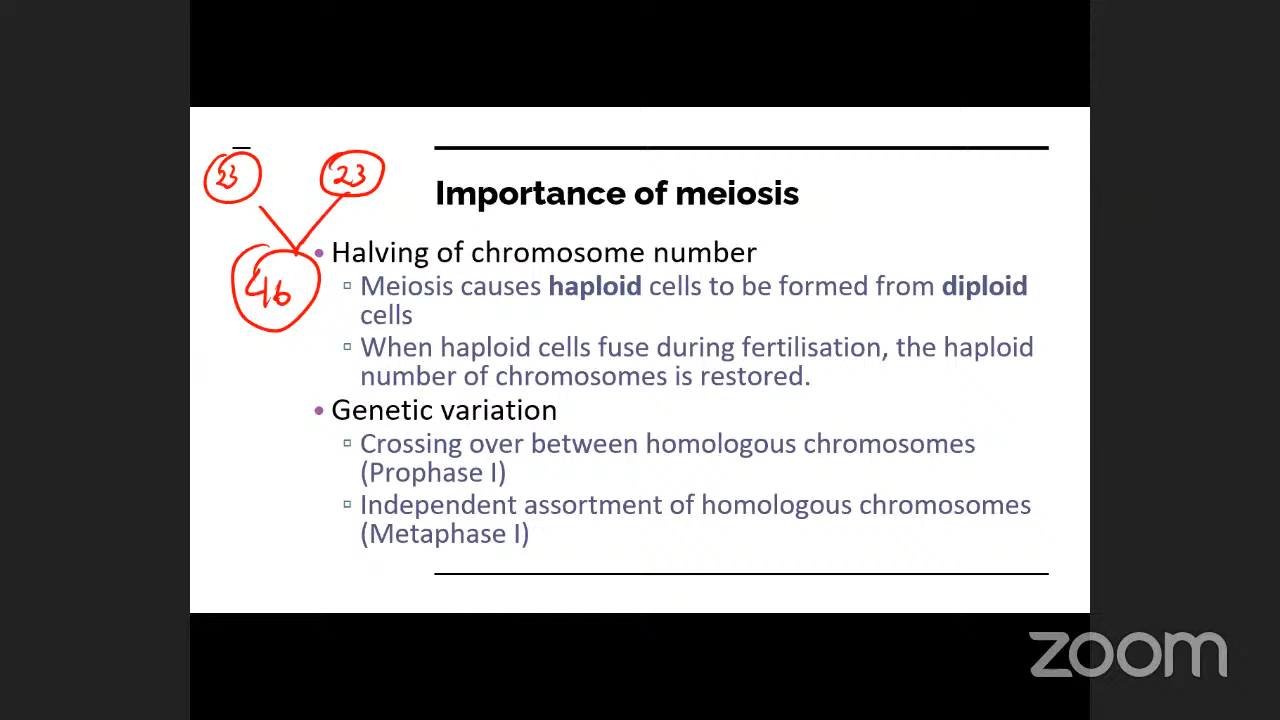 23
23
46
Importance of meiosis
• Halving of chromosome number
▫ Meiosis causes haploid cells to be formed from diploid
cells
▫ When haploid cells fuse during fertilisation, the haploid
number of chromosomes is restored.
• Genetic variation
▫ Crossing over between homologous chromosomes
(Prophase I)
▫ Independent assortment of homologous chromosomes
(Metaphase I)
zoom